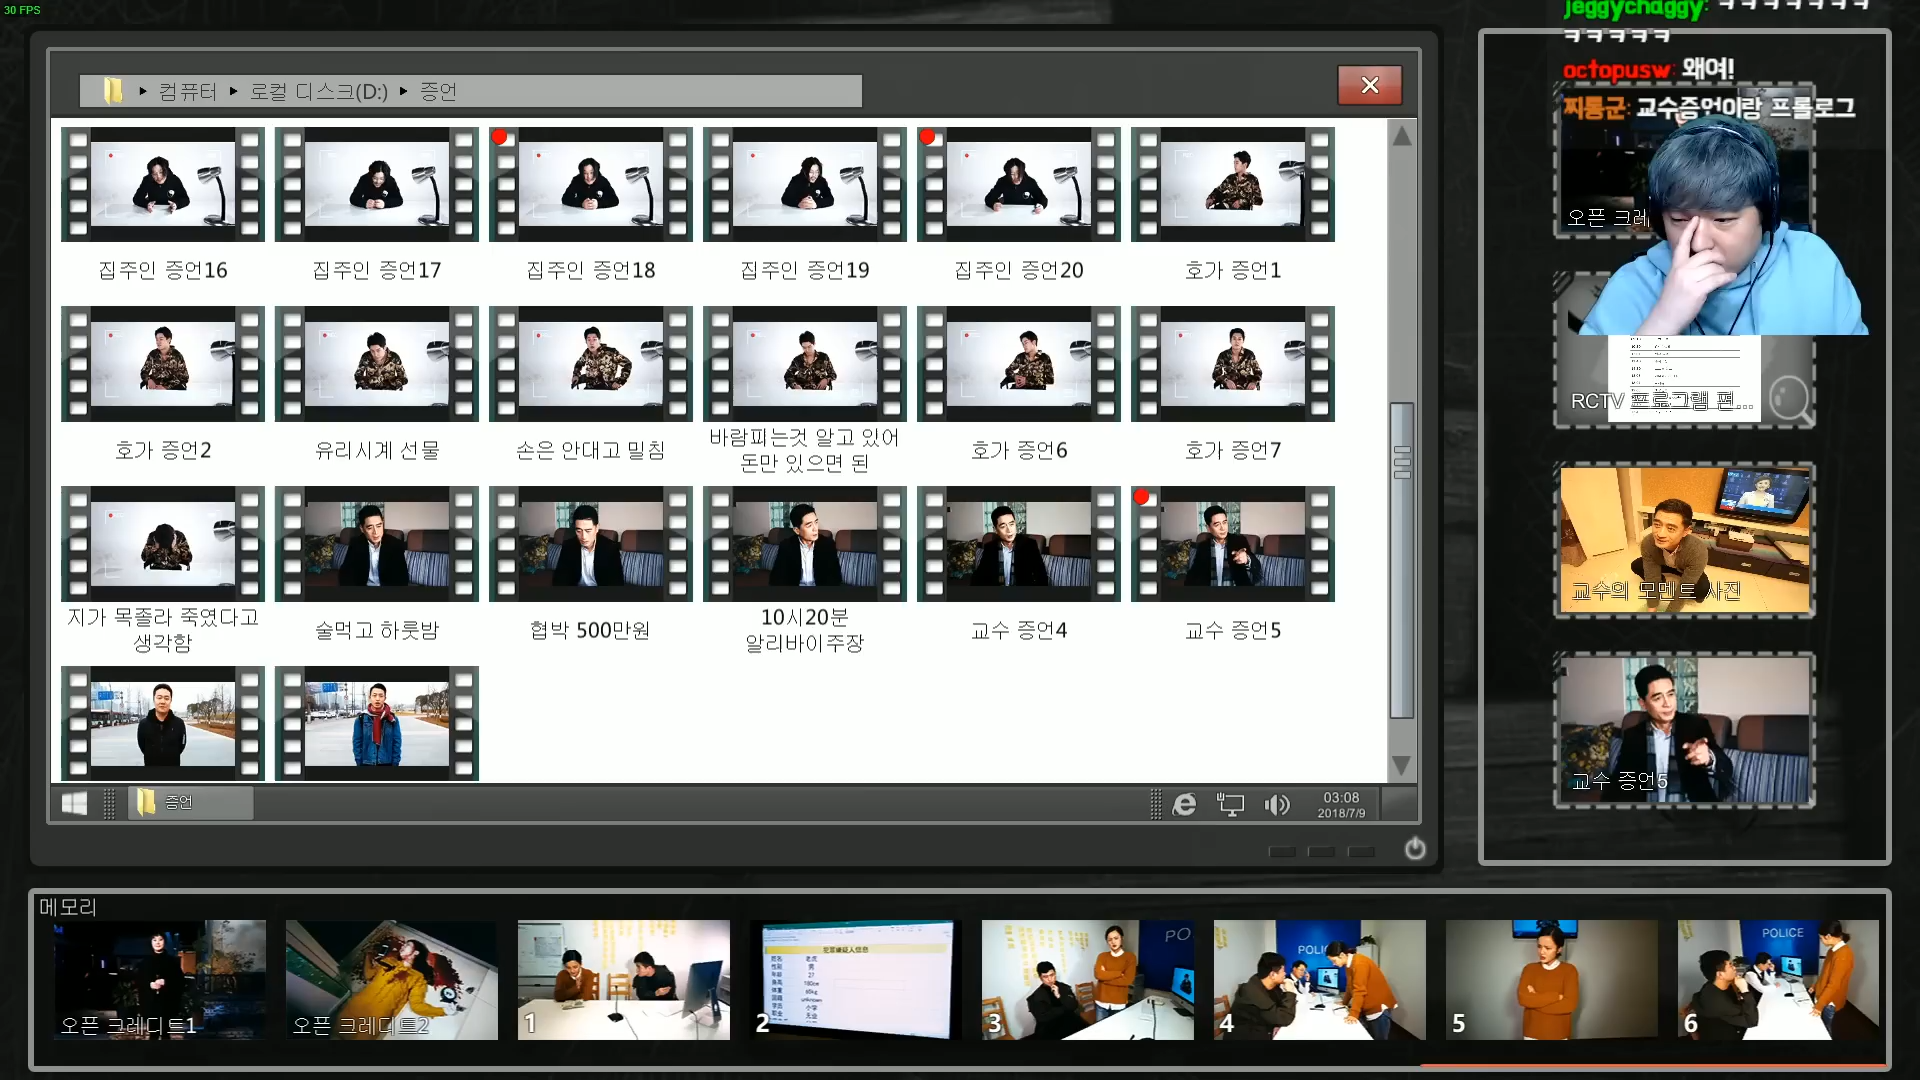 30 FPS
jeggychaggy: ㅋㅋㅋㅋㅋㅋㅋ
ㅋㅋㅋㅋㅋ
octopusw: 왜여!
찌통군: 교수증언이랑 프롤로그
컴퓨터 로컬 디스크(D:) 증언
집주인 증언16
집주인 증언17
집주인 증언18
집주인 증언19
집주인 증언20
호가 증언1
호가 증언2
유리시계 선물
손은 안대고 밀침
바람피는것 알고 있어
돈만 있으면 된
호가 증언6
호가 증언7
지가 목졸라 죽였다고
생각함
술먹고 하룻밤
협박 500만원
10시20분
알리바이주장
교수 증언4
교수 증언5
증언
03:08
2018/7/9
오픈 크레
RCTV 프로그램 편...
교수의 모멘트 사진
교수 증언5
메모리
오픈 크레디트1
오픈 크레디트2
1
2
3
PO
4
POLIC
5
6
POLICE